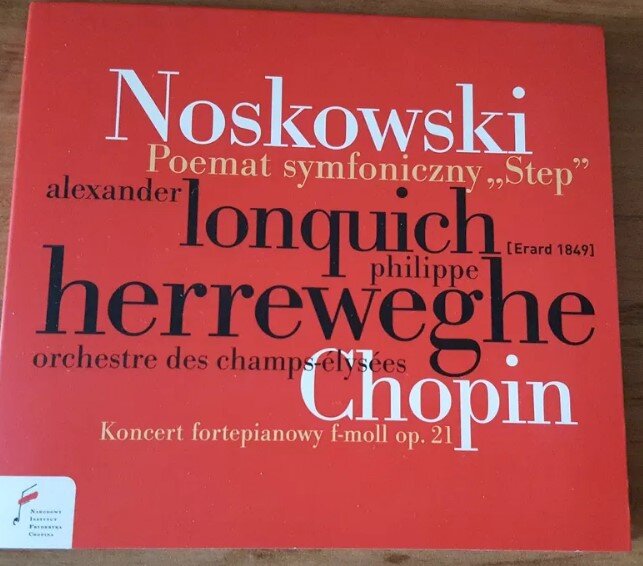 Noskowski
Poemat symfoniczny „Step”
alexander
lonquich [Erard 1849]
philippe
herreweghe
orchestre des champs-élysées
Chopin
Koncert fortepianowy f-moll op. 21
Narodowy
Instytut
Fryderyka
Chopina